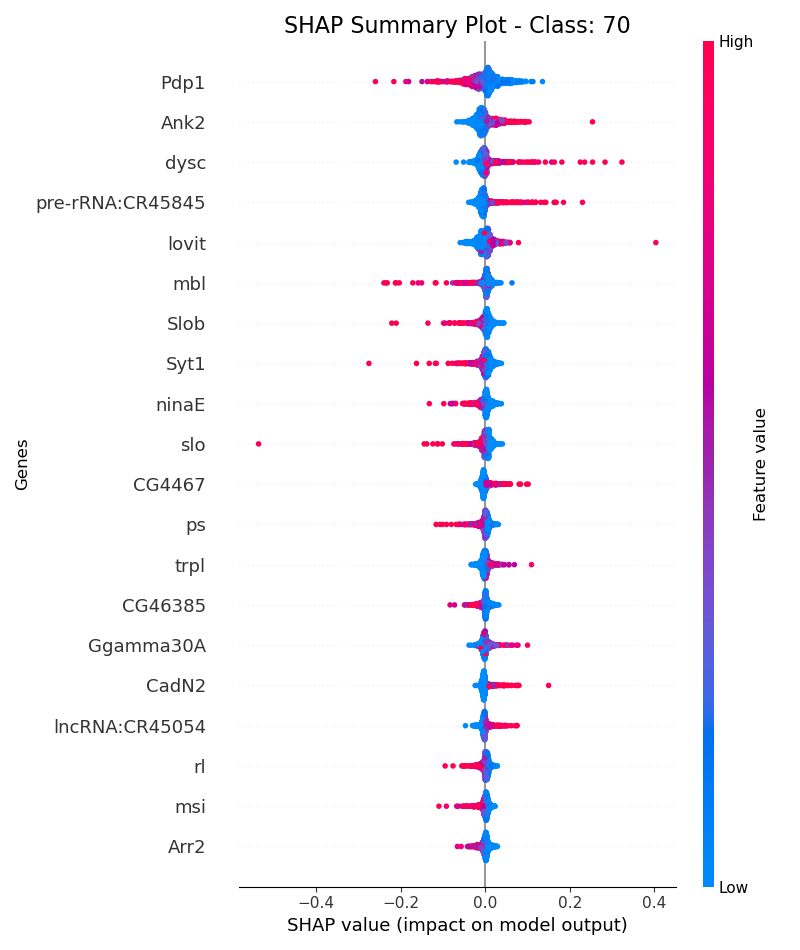 SHAP Summary Plot - Class: 70
High
Pdp1
Ank2
dysc
pre-rRNA:CR45845
lovit
mbl
Slob
Syt1
ninaE
slo
CG4467
ps
trpl
CG46385
Ggamma30A
CadN2
lncRNA:CR45054
rl
msi
Arr2
Genes
Feature value
Low
−0.4 −0.2 0.0 0.2 0.4
SHAP value (impact on model output)